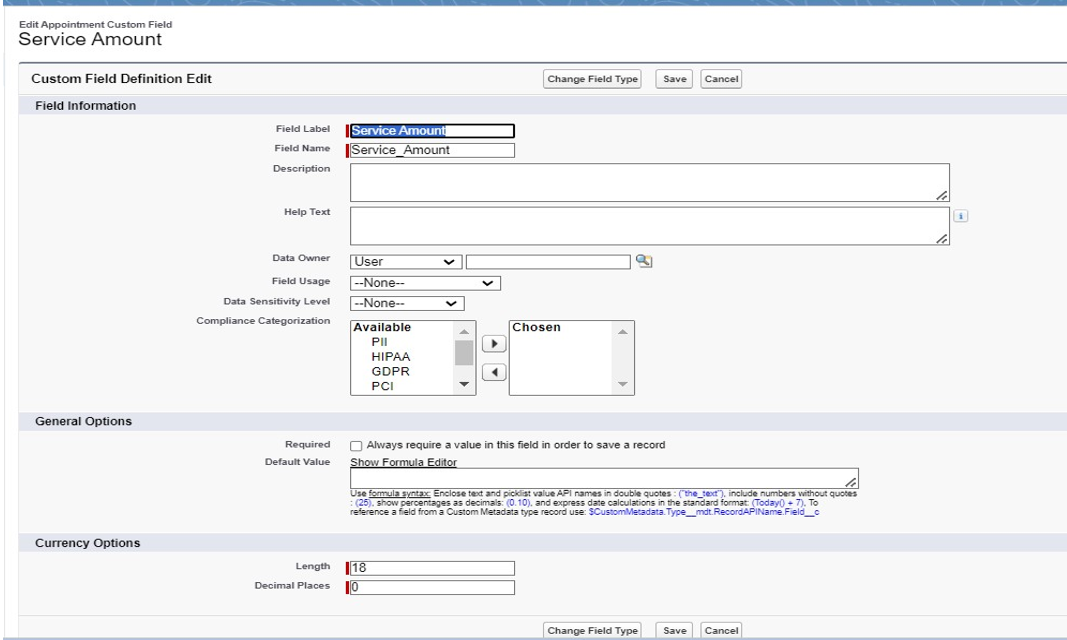 Edit Appointment Custom Field
Service Amount
Custom Field Definition Edit
Change Field Type
Save
Cancel
Field Information
Field Label
Service Amount
Field Name
Service_Amount
Description
Help Text
i
Data Owner
User
Field Usage
--None--
Data Sensitivity Level
--None--
Compliance Categorization
Available
PII
HIPAA
GDPR
PCI
Chosen
General Options
Required
Always require a value in this field in order to save a record
Default Value
Show Formula Editor
Use formula syntax: Enclose text and picklist value API names in double quotes : ("the_text"), include numbers without quotes
: (25), show percentages as decimals: (0.10), and express date calculations in the standard format: (Today() + 7), To
reference a field from a Custom Metadata type record use: $CustomMetadata.Type__mdt.RecordAPIName.Field__c
Currency Options
Length
18
Decimal Places
0
Change Field Type
Save
Cancel